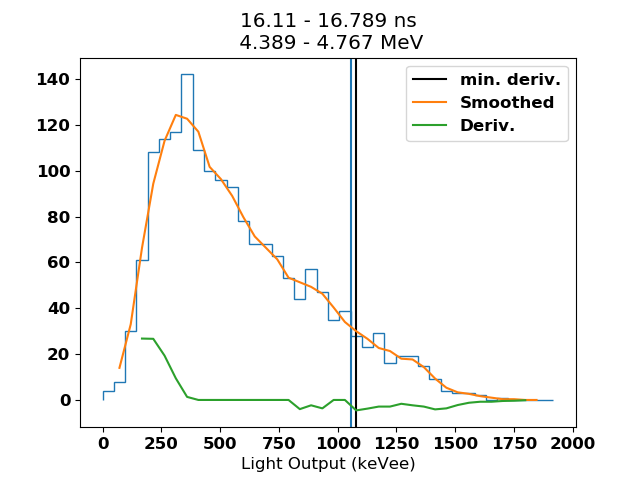 16.11 - 16.789 ns
4.389 - 4.767 MeV
min. deriv.
Smoothed
Deriv.
140
120
100
80
60
40
20
0
0 250 500 750 1000 1250 1500 1750 2000
Light Output (keVee)